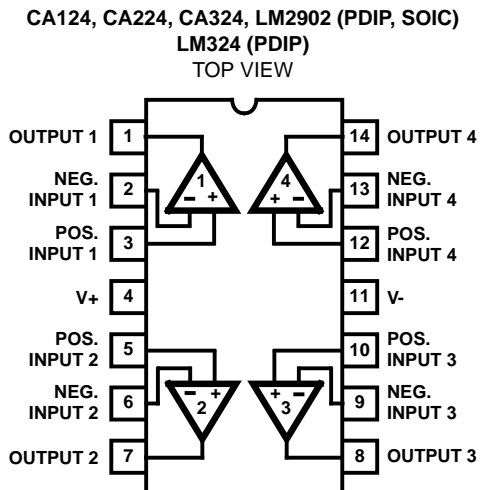 CA124, CA224, CA324, LM2902 (PDIP, SOIC)
LM324 (PDIP)
TOP VIEW
OUTPUT 1 1 14 OUTPUT 4
NEG. INPUT 1 2 13 NEG. INPUT 4
1 4
− + + −
POS. INPUT 1 3 12 POS. INPUT 4
V+ 4 11 V-
POS. INPUT 2 5 10 POS. INPUT 3
− + + −
2 3
NEG. INPUT 2 6 9 NEG. INPUT 3
OUTPUT 2 7 8 OUTPUT 3